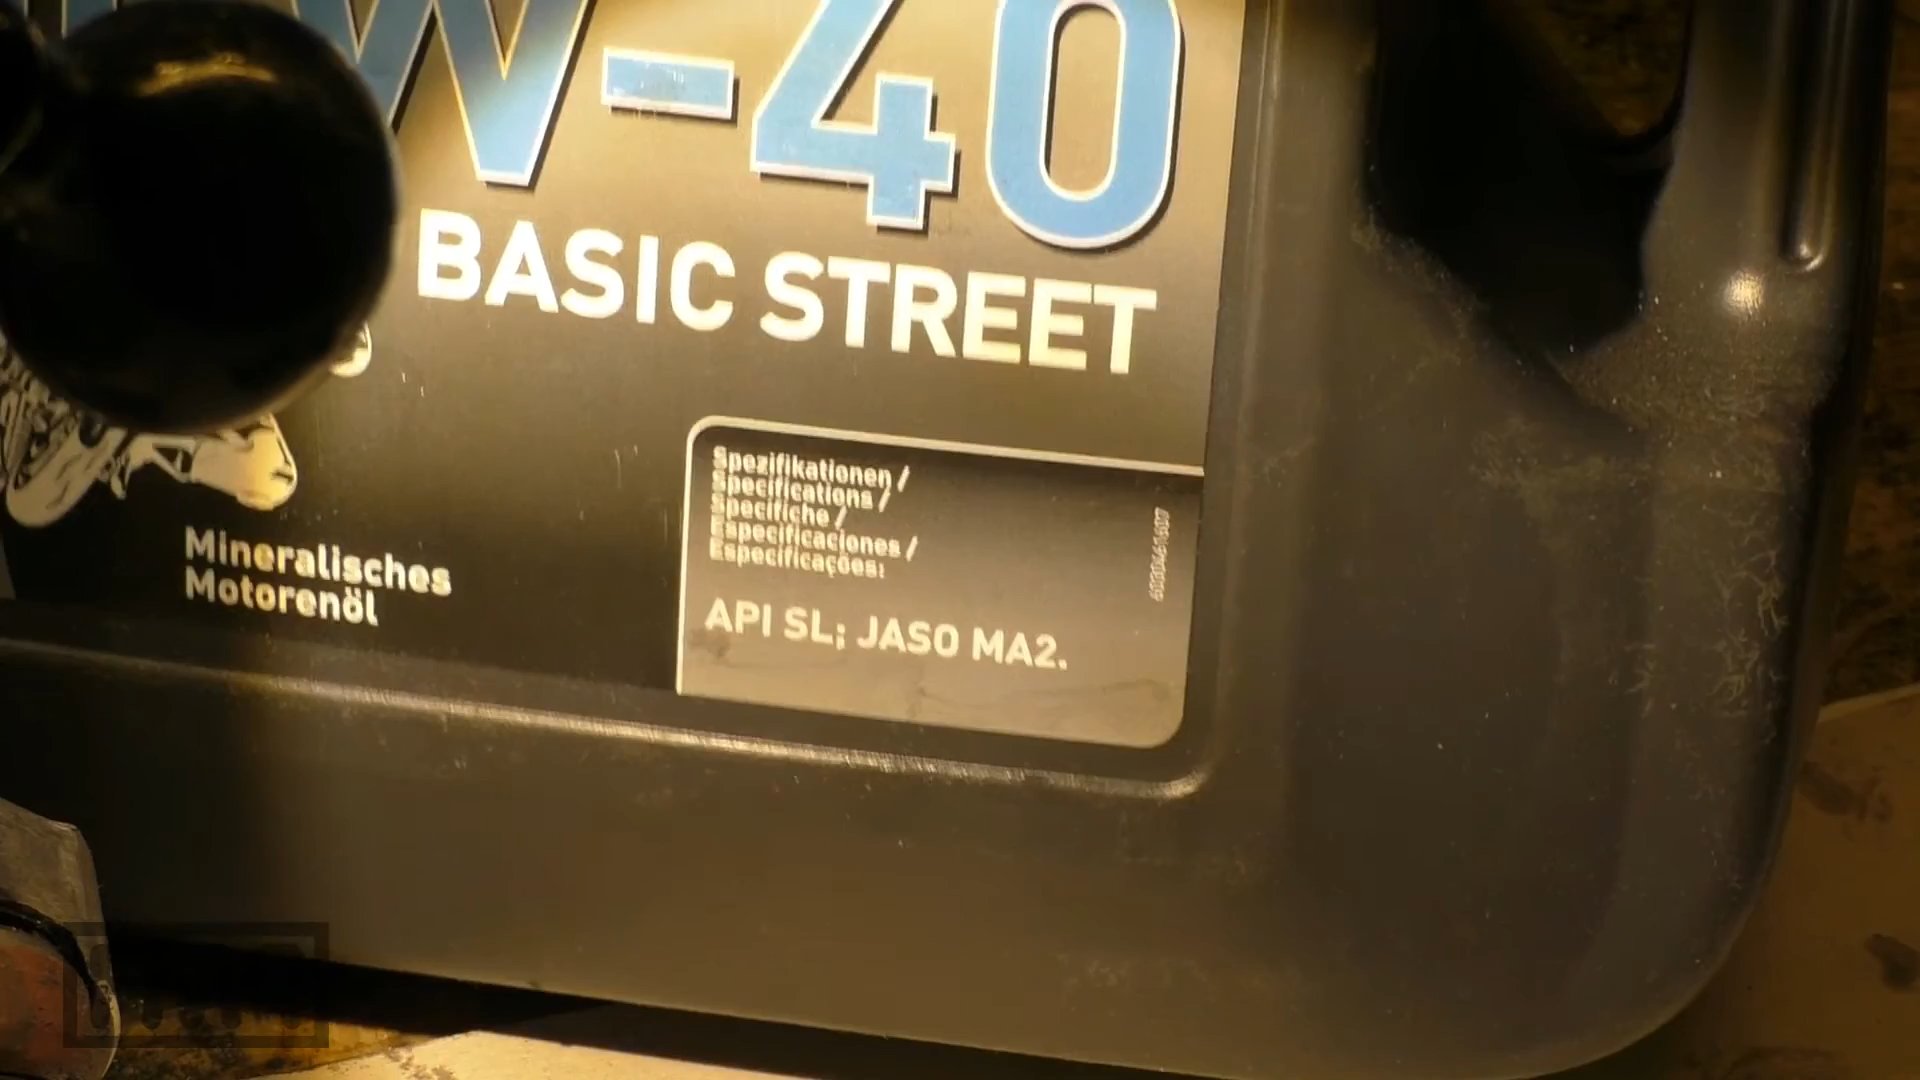 W-40
BASIC STREET
Mineralisches
Motorenöl
Spezifikationen /
Specifications /
Specifiche /
Especificaciones /
Especificações:
API SL; JASO MA2.